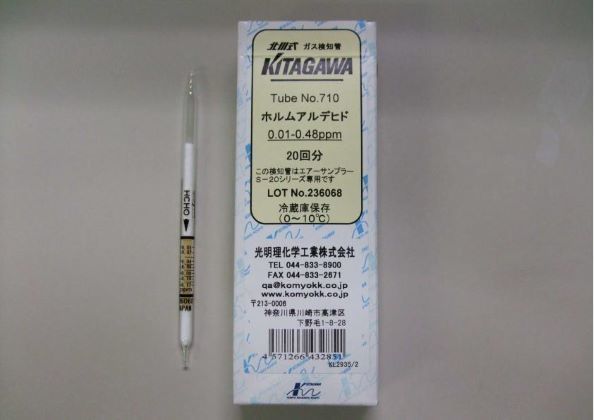 北川式 ガス検知管
KITAGAWA
Tube No.710
ホルムアルデヒド
0.01-0.48ppm
20回分
この検知管はエアーサンプラー
S-20シリーズ専用です
LOT No.236068
冷蔵庫保存
(0~10℃)
光明理化学工業株式会社
TEL 044-833-8900
FAX 044-833-2671
qa@komyokk.co.jp
www.komyokk.co.jp
〒213-0006
神奈川県川崎市高津区
下野毛1-8-28
4571266432851
KL2935/2
KITAGAWA
HCHO